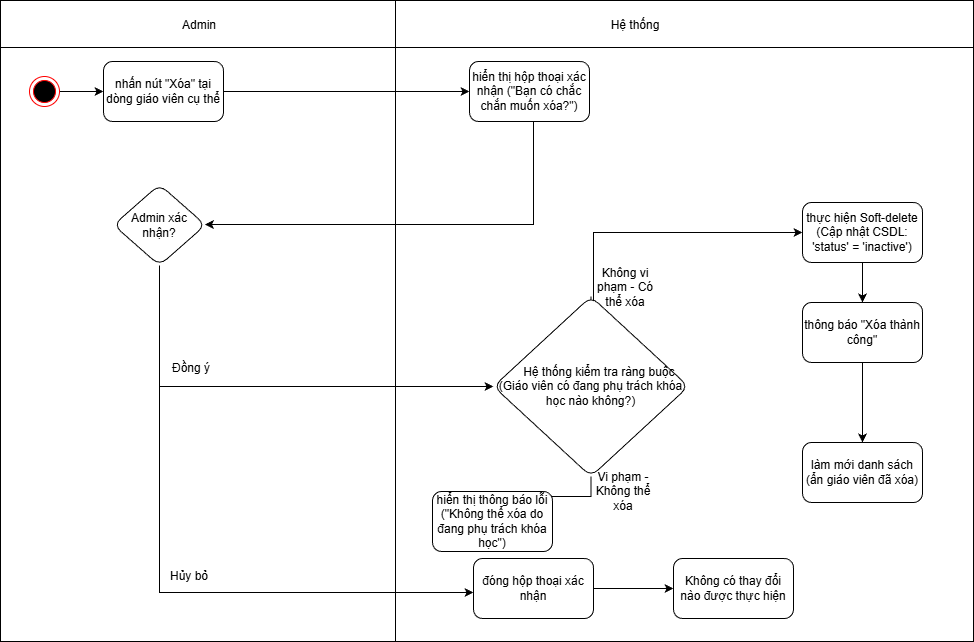 Admin
Hệ thống
nhấn nút "Xóa" tại
dòng giáo viên cụ thể
hiển thị hộp thoại xác
nhận ("Bạn có chắc
chắn muốn xóa?")
Admin xác
nhận?
thực hiện Soft-delete
(Cập nhật CSDL:
'status' = 'inactive')
Không vi
phạm - Có
thể xóa
thông báo "Xóa thành
công"
Đồng ý
Hệ thống kiểm tra ràng buộc
(Giáo viên có đang phụ trách khóa
học nào không?)
làm mới danh sách
(ẩn giáo viên đã xóa)
Vi phạm -
Không thể
xóa
hiển thị thông báo lỗi
("Không thể xóa do
đang phụ trách khóa
học")
Hủy bỏ
đóng hộp thoại xác
nhận
Không có thay đổi
nào được thực hiện